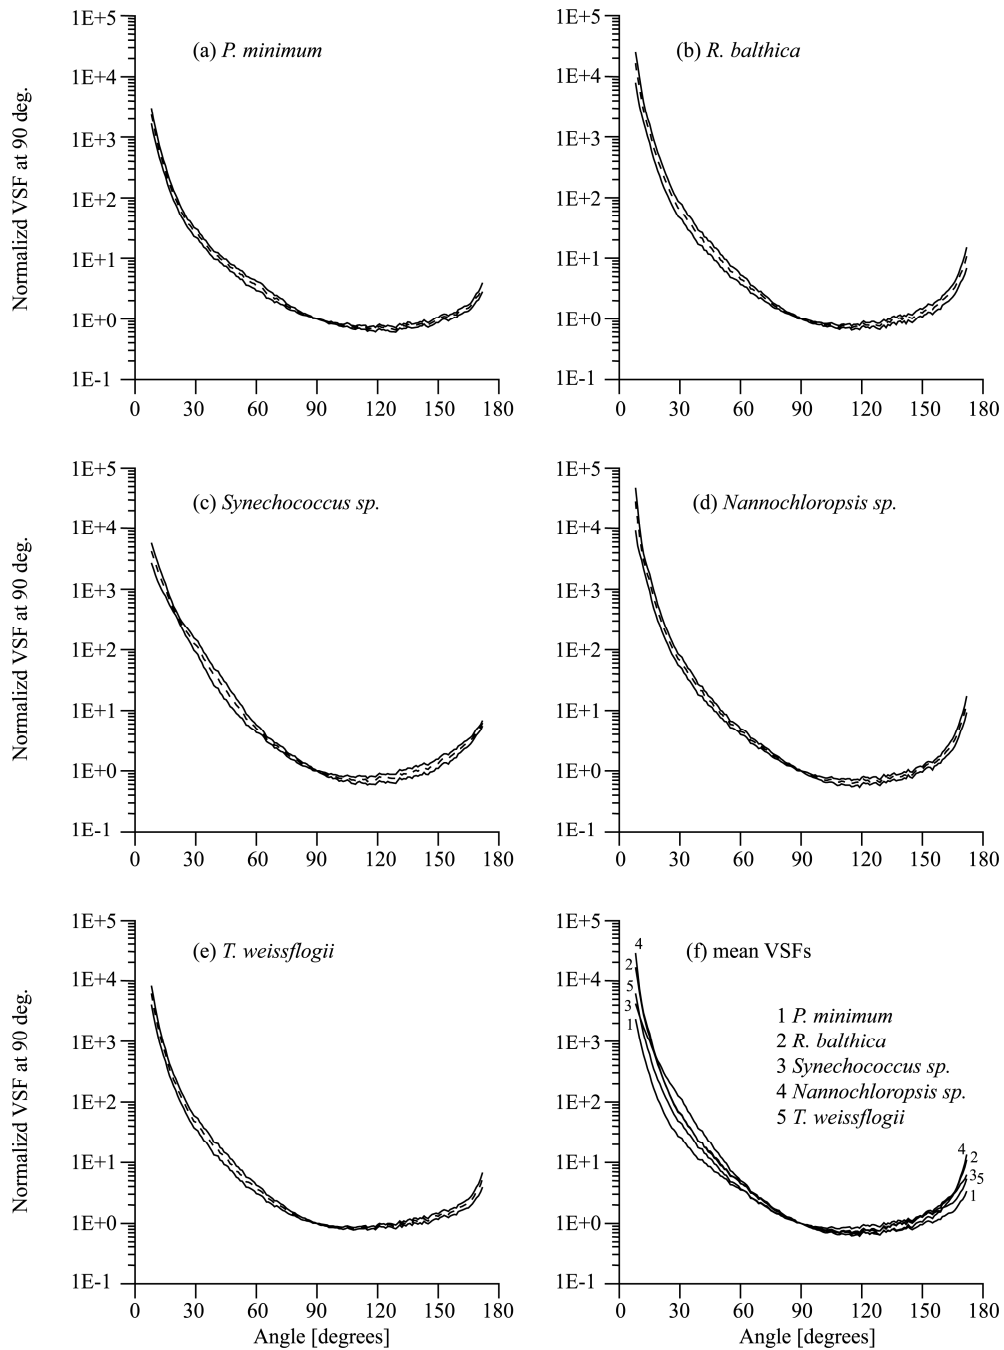 1E+5
1E+4
1E+3
1E+2
1E+1
1E+0
1E-1
0 30 60 90 120 150 180
Normalizd VSF at 90 deg.
(a) P. minimum
1E+5
1E+4
1E+3
1E+2
1E+1
1E+0
1E-1
0 30 60 90 120 150 180
(b) R. balthica
1E+5
1E+4
1E+3
1E+2
1E+1
1E+0
1E-1
0 30 60 90 120 150 180
Normalizd VSF at 90 deg.
(c) Synechococcus sp.
1E+5
1E+4
1E+3
1E+2
1E+1
1E+0
1E-1
0 30 60 90 120 150 180
(d) Nannochloropsis sp.
1E+5
1E+4
1E+3
1E+2
1E+1
1E+0
1E-1
0 30 60 90 120 150 180
Normalizd VSF at 90 deg.
Angle [degrees]
(e) T. weissflogii
1E+5
1E+4
1E+3
1E+2
1E+1
1E+0
1E-1
0 30 60 90 120 150 180
Angle [degrees]
(f) mean VSFs
4
2
5
3
1
1 P. minimum
2 R. balthica
3 Synechococcus sp.
4 Nannochloropsis sp.
5 T. weissflogii
4
2
35
1